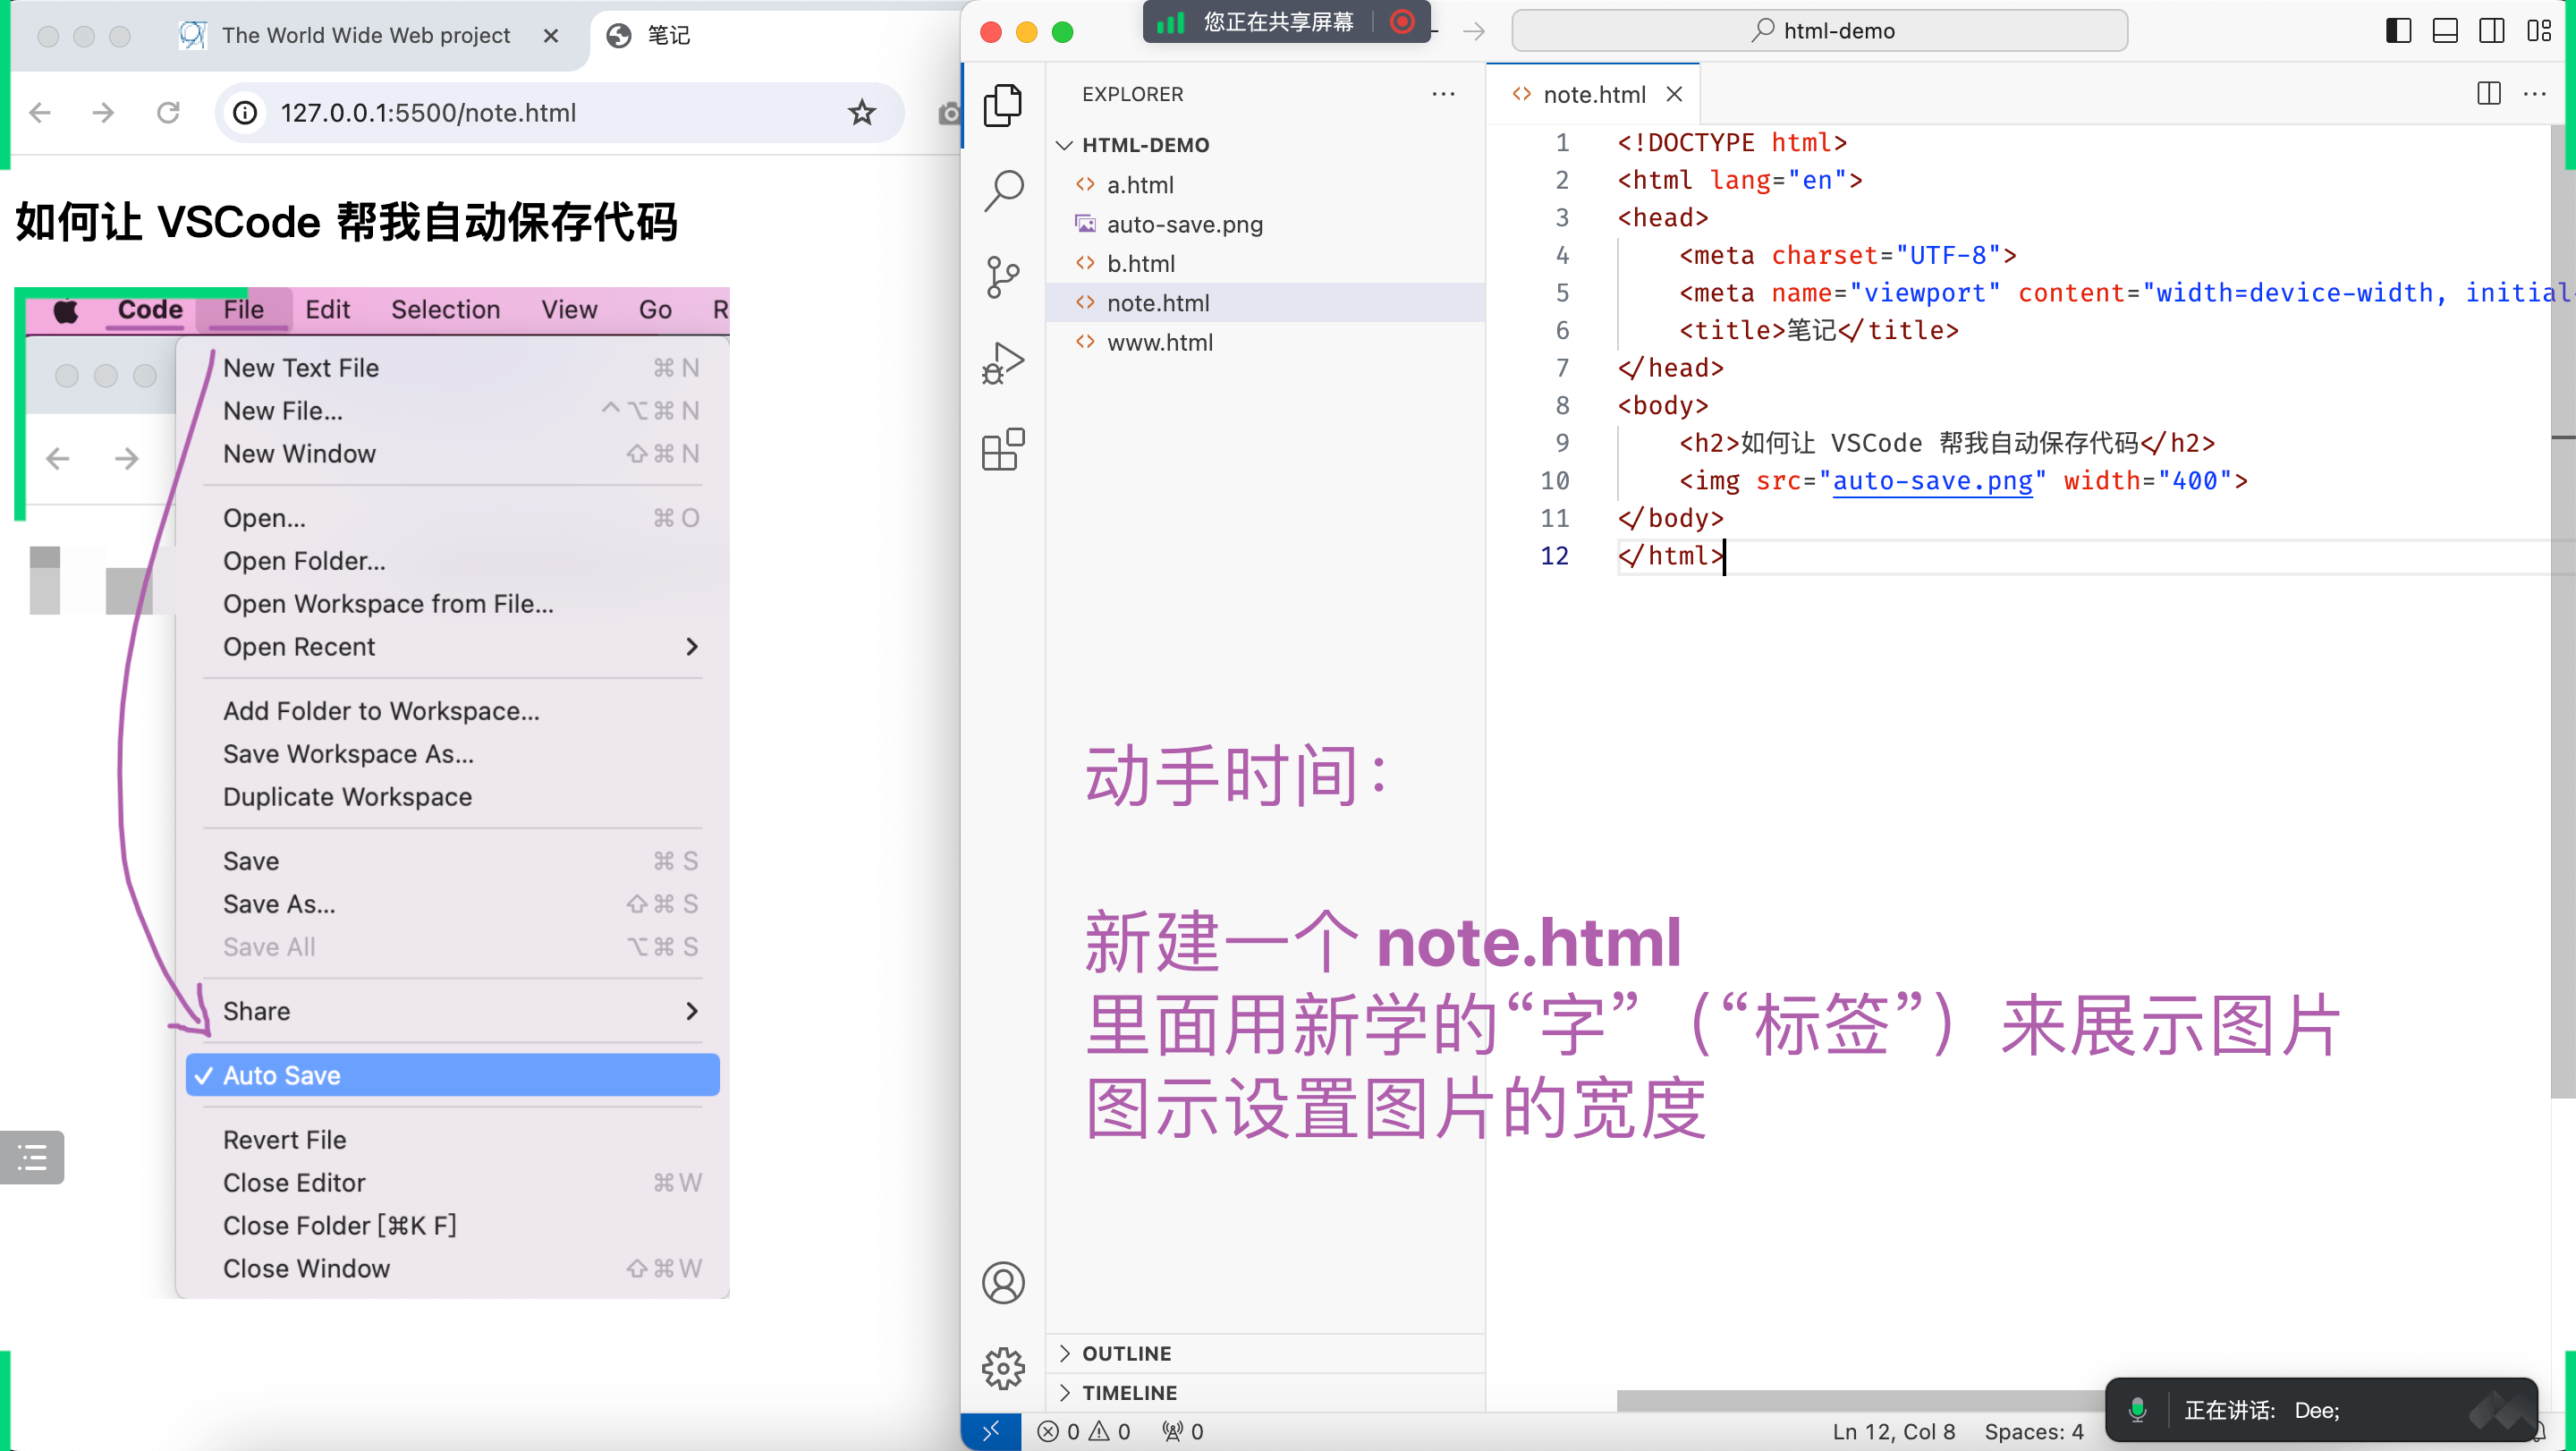 The World Wide Web project
笔记
127.0.0.1:5500/note.html
如何让 VSCode 帮我自动保存代码
Code File Edit Selection View Go R
New Text File ⌘ N
New File... ^⌥⌘ N
New Window ⇧⌘ N
Open... ⌘ O
Open Folder...
Open Workspace from File...
Open Recent
Add Folder to Workspace...
Save Workspace As...
Duplicate Workspace
Save ⌘ S
Save As... ⇧⌘ S
Save All ⌥⌘ S
Share
✓ Auto Save
Revert File
Close Editor ⌘W
Close Folder [⌘K F]
Close Window ⇧⌘W
您正在共享屏幕
html-demo
EXPLORER
HTML-DEMO
a.html
auto-save.png
b.html
note.html
www.html
OUTLINE
TIMELINE
note.html
1 <!DOCTYPE html>
2 <html lang="en">
3 <head>
4 <meta charset="UTF-8">
5 <meta name="viewport" content="width=device-width, initial-
6 <title>笔记</title>
7 </head>
8 <body>
9 <h2>如何让 VSCode 帮我自动保存代码</h2>
10 <img src="auto-save.png" width="400">
11 </body>
12 </html>
动手时间：
新建一个 note.html
里面用新学的“字”（“标签”）来展示图片
图示设置图片的宽度
0 0 0
Ln 12, Col 8 Spaces: 4
正在讲话: Dee;